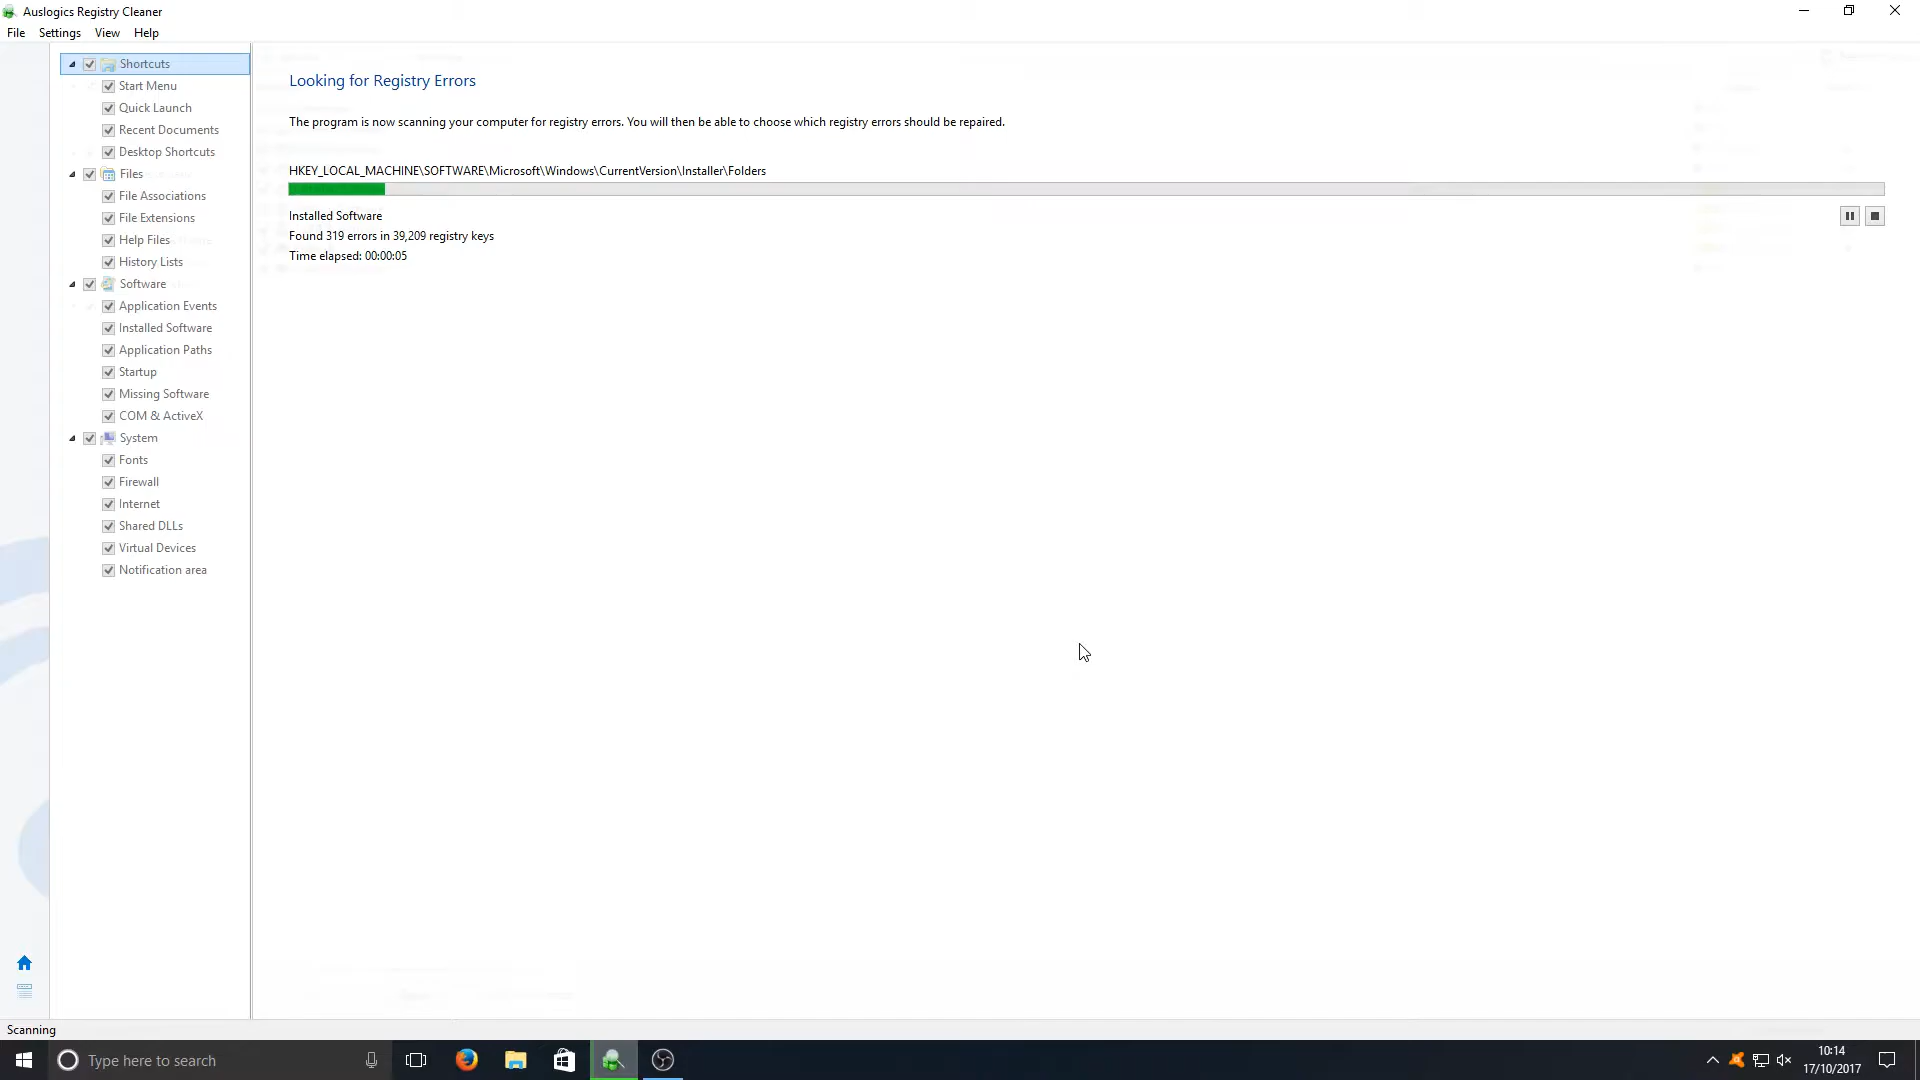 Auslogics Registry Cleaner
File Settings View Help
Shortcuts
Start Menu
Quick Launch
Recent Documents
Desktop Shortcuts
Files
File Associations
File Extensions
Help Files
History Lists
Software
Application Events
Installed Software
Application Paths
Startup
Missing Software
COM & ActiveX
System
Fonts
Firewall
Internet
Shared DLLs
Virtual Devices
Notification area
Looking for Registry Errors
The program is now scanning your computer for registry errors. You will then be able to choose which registry errors should be repaired.
HKEY_LOCAL_MACHINE\SOFTWARE\Microsoft\Windows\CurrentVersion\Installer\Folders
Installed Software
Found 319 errors in 39,209 registry keys
Time elapsed: 00:00:05
Scanning
Type here to search
10:14
17/10/2017